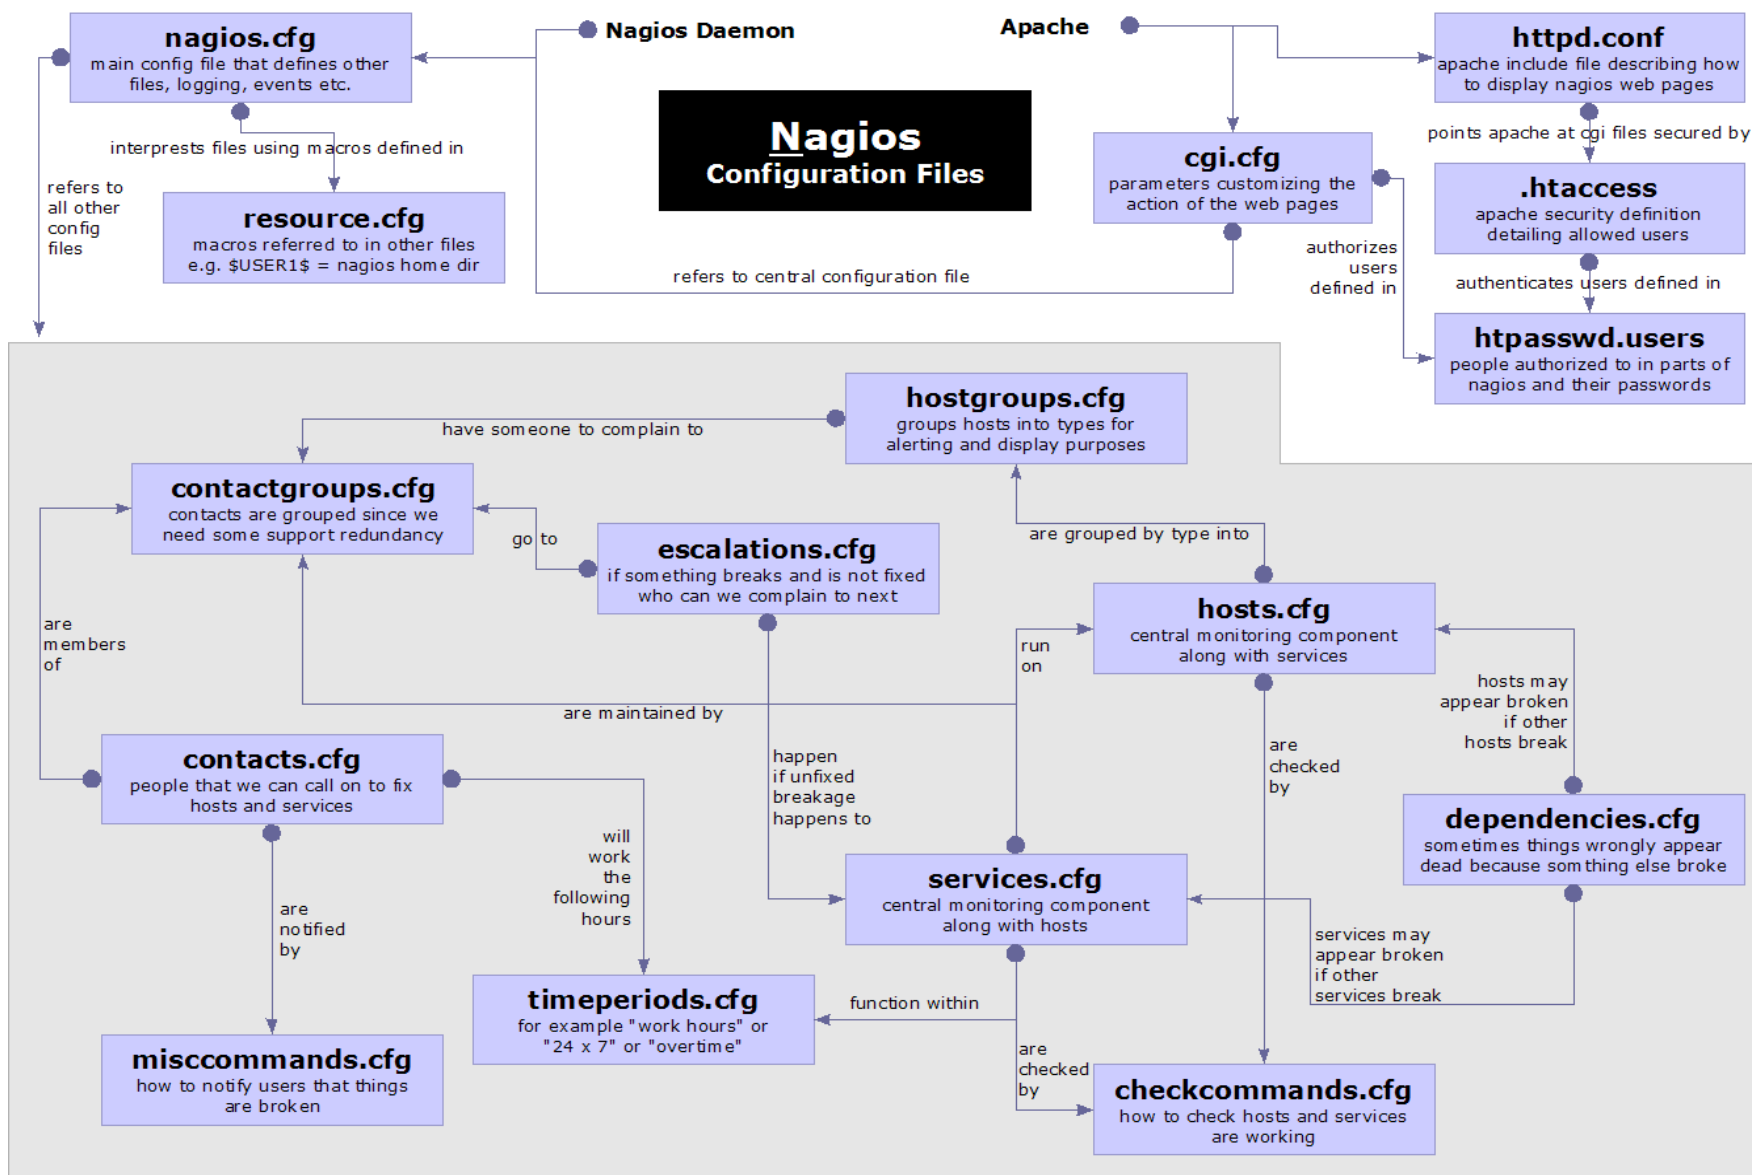 nagios.cfg
main config file that defines other
files, logging, events etc.
Nagios Daemon
Apache
httpd.conf
apache include file describing how
to display nagios web pages
Nagios
Configuration Files
interprests files using macros defined in
points apache at cgi files secured by
cgi.cfg
parameters customizing the
action of the web pages
refers to
all other
config
files
resource.cfg
macros referred to in other files
e.g. $USER1$ = nagios home dir
.htaccess
apache security definition
detailing allowed users
refers to central configuration file
authorizes
users
defined in
authenticates users defined in
htpasswd.users
people authorized to in parts of
nagios and their passwords
hostgroups.cfg
groups hosts into types for
alerting and display purposes
have someone to complain to
contactgroups.cfg
contacts are grouped since we
need some support redundancy
go to
escalations.cfg
if something breaks and is not fixed
who can we complain to next
are grouped by type into
hosts.cfg
central monitoring component
along with services
are
members
of
run
on
are maintained by
hosts may
appear broken
if other
hosts break
contacts.cfg
people that we can call on to fix
hosts and services
happen
if unfixed
breakage
happens to
are
checked
by
dependencies.cfg
sometimes things wrongly appear
dead because somthing else broke
will
work
the
following
hours
services.cfg
central monitoring component
along with hosts
are
notified
by
services may
appear broken
if other
services break
timeperiods.cfg
for example "work hours" or
"24 x 7" or "overtime"
function within
are
checked
by
misccommands.cfg
how to notify users that things
are broken
checkcommands.cfg
how to check hosts and services
are working